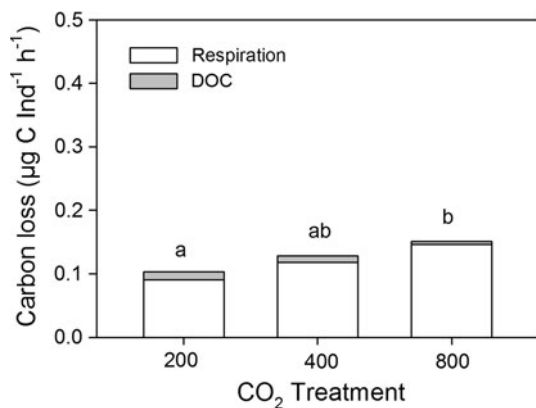 Carbon loss (µg C Ind⁻¹ h⁻¹)
0.5
0.4
0.3
0.2
0.1
0.0
Respiration
DOC
a
ab
b
200
400
800
CO₂ Treatment